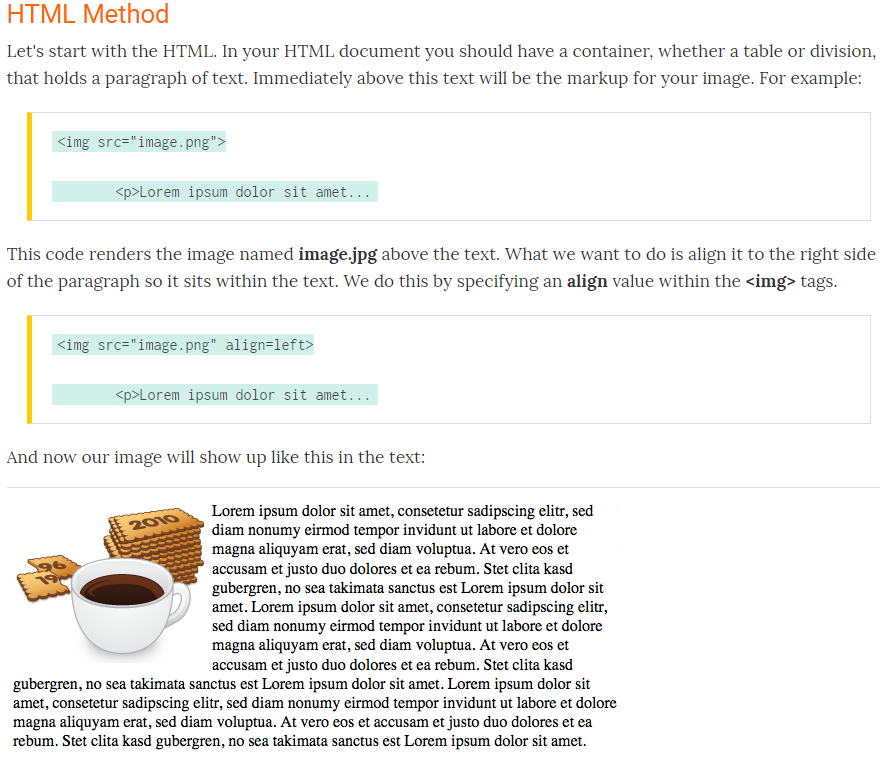 HTML Method
Let's start with the HTML. In your HTML document you should have a container, whether a table or division,
that holds a paragraph of text. Immediately above this text will be the markup for your image. For example:
<img src="image.png">
<p>Lorem ipsum dolor sit amet...
This code renders the image named image.jpg above the text. What we want to do is align it to the right side
of the paragraph so it sits within the text. We do this by specifying an align value within the <img> tags.
<img src="image.png" align=left>
<p>Lorem ipsum dolor sit amet...
And now our image will show up like this in the text:
2010
96
19
Lorem ipsum dolor sit amet, consetetur sadipscing elitr, sed
diam nonumy eirmod tempor invidunt ut labore et dolore
magna aliquyam erat, sed diam voluptua. At vero eos et
accusam et justo duo dolores et ea rebum. Stet clita kasd
gubergren, no sea takimata sanctus est Lorem ipsum dolor sit
amet. Lorem ipsum dolor sit amet, consetetur sadipscing elitr,
sed diam nonumy eirmod tempor invidunt ut labore et dolore
magna aliquyam erat, sed diam voluptua. At vero eos et
accusam et justo duo dolores et ea rebum. Stet clita kasd
gubergren, no sea takimata sanctus est Lorem ipsum dolor sit amet. Lorem ipsum dolor sit
amet, consetetur sadipscing elitr, sed diam nonumy eirmod tempor invidunt ut labore et dolore
magna aliquyam erat, sed diam voluptua. At vero eos et accusam et justo duo dolores et ea
rebum. Stet clita kasd gubergren, no sea takimata sanctus est Lorem ipsum dolor sit amet.